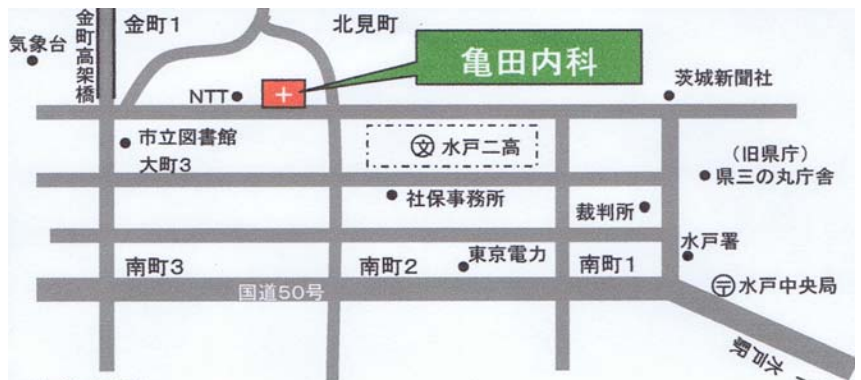 金町1
北見町
気象台
金町高架橋
亀田内科
NTT
茨城新聞社
市立図書館
大町3
文 水戸二高
(旧県庁)
県三の丸庁舎
社保事務所
裁判所
水戸署
南町3
南町2
東京電力
南町1
国道50号
〒水戸中央局
水戸駅